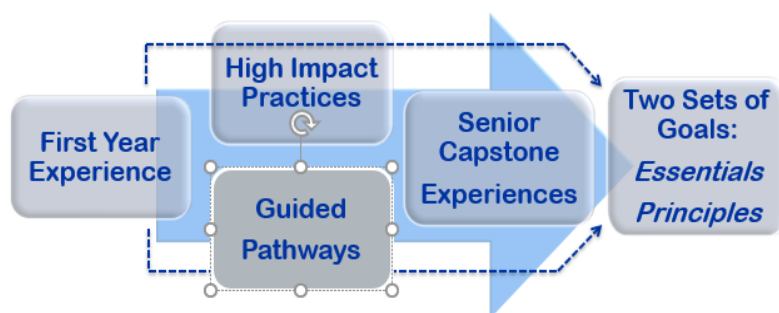 First Year
Experience
High Impact
Practices
Guided
Pathways
Senior
Capstone
Experiences
Two Sets of
Goals:
Essentials
Principles